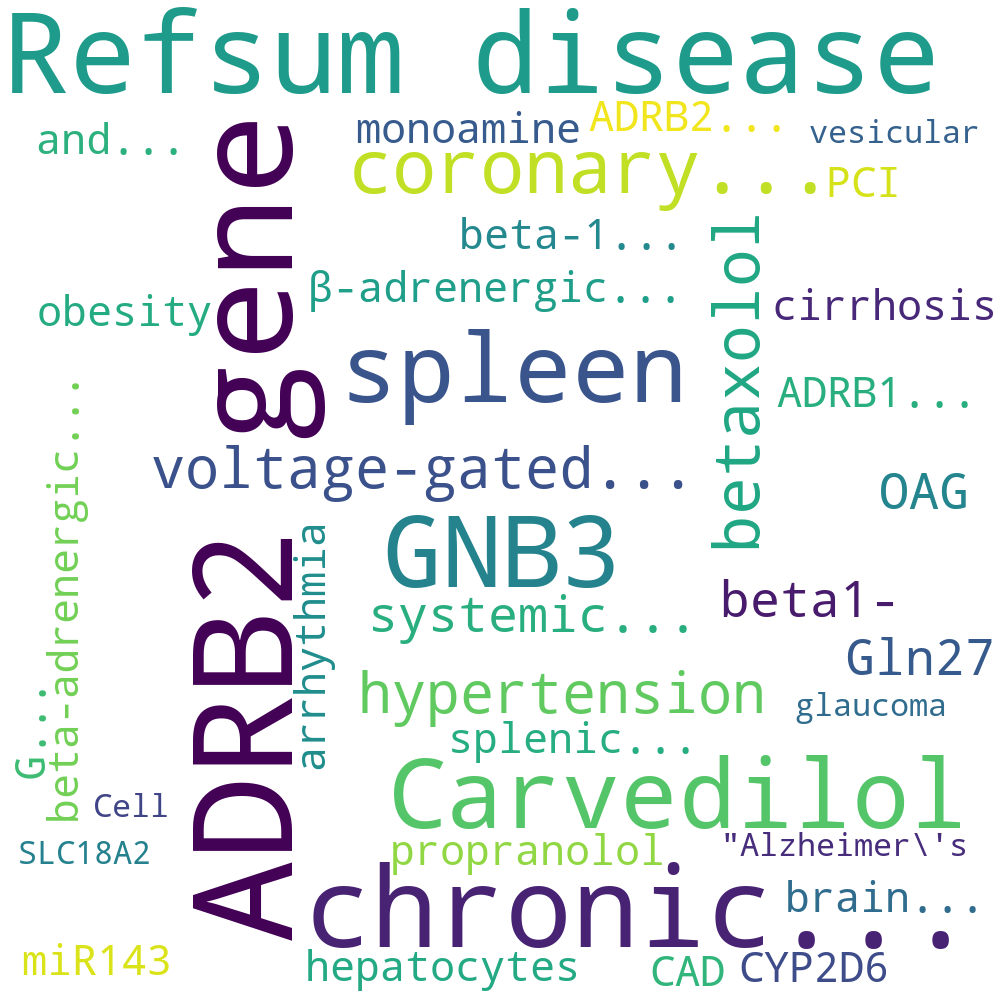 Refsum disease
and...
monoamine
ADRB2...
vesicular
coronary...
PCI
ADRB2 gene
beta-1...
betaxolol
β-adrenergic...
obesity
cirrhosis
spleen
ADRB1...
beta-adrenergic...
voltage-gated...
OAG
GNB3
arrhythmia
beta1-
systemic...
Gln27
hypertension
glaucoma
G...
splenic...
Carvedilol
Cell
SLC18A2
propranolol
"Alzheimer\'s
chronic...
brain...
miR143
hepatocytes
CAD
CYP2D6